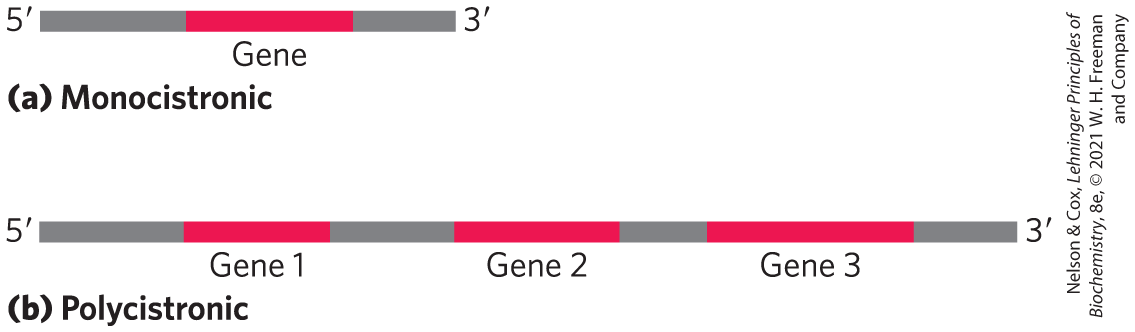 5′ 3′
Gene
(a) Monocistronic
5′ 3′
Gene 1 Gene 2 Gene 3
(b) Polycistronic
Nelson & Cox, Lehninger Principles of
Biochemistry, 8e, © 2021 W. H. Freeman
and Company